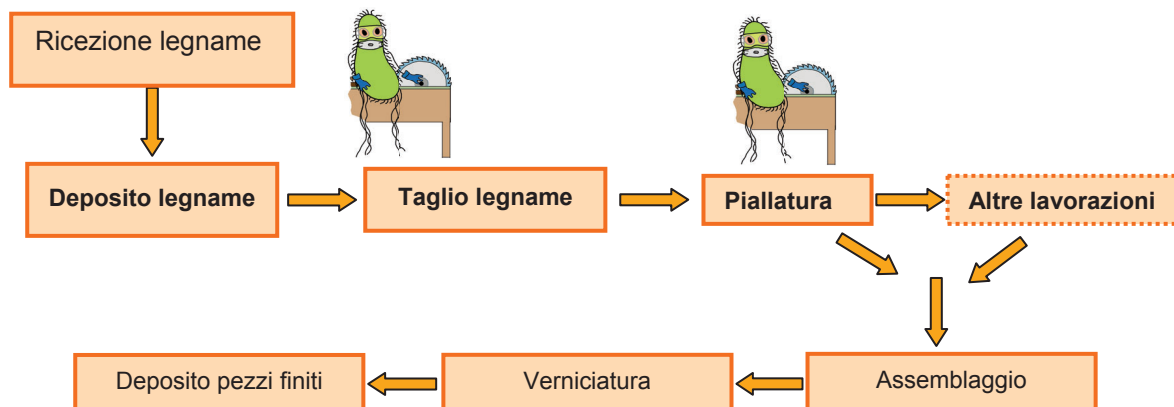 Ricezione legname
Deposito legname
Taglio legname
Piallatura
Altre lavorazioni
Assemblaggio
Verniciatura
Deposito pezzi finiti